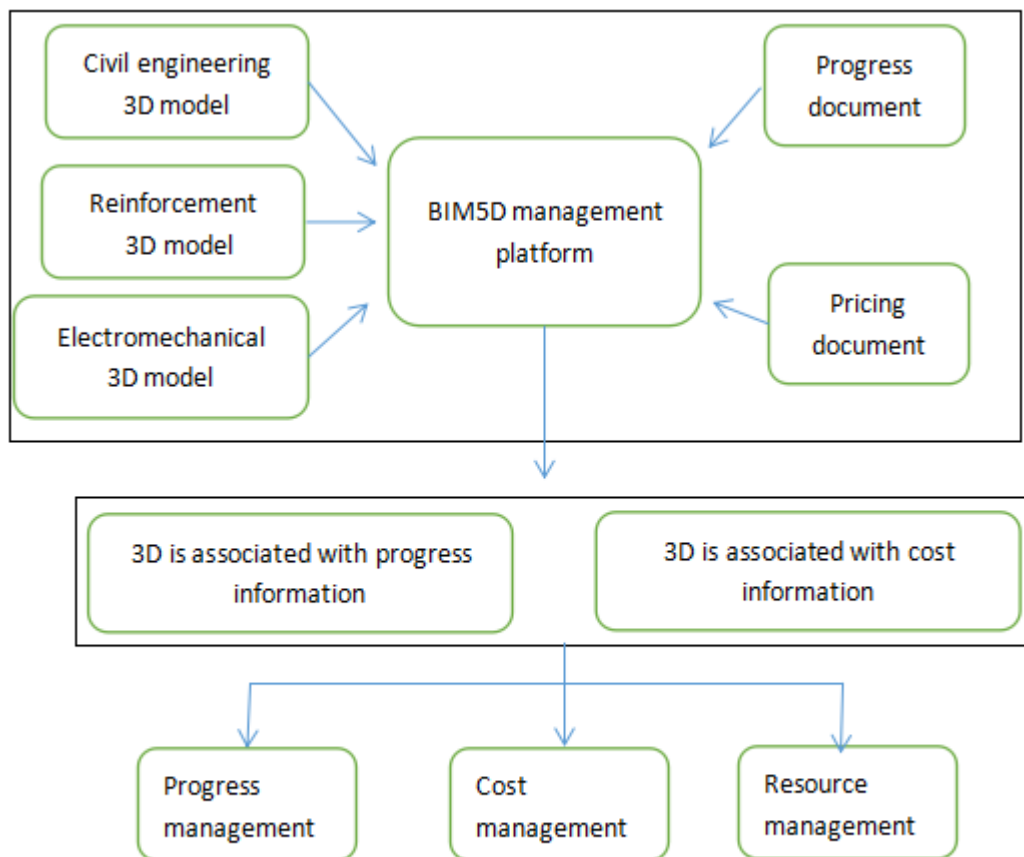 Civil engineering
3D model
Reinforcement
3D model
Electromechanical
3D model
BIM5D management
platform
Progress
document
Pricing
document
3D is associated with progress
information
3D is associated with cost
information
Progress
management
Cost
management
Resource
management